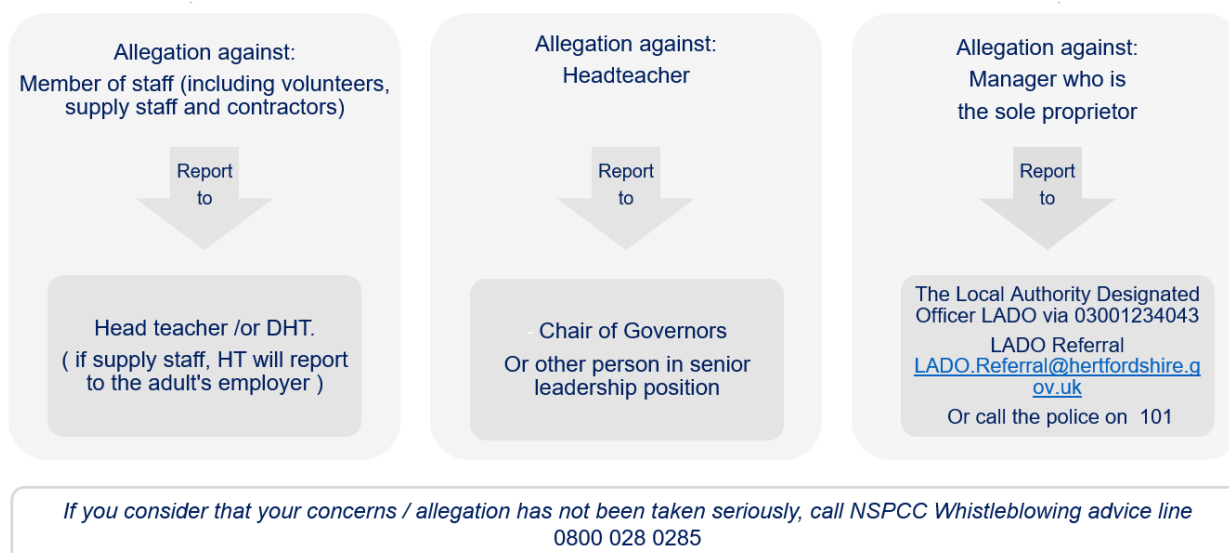 Allegation against:
Member of staff (including volunteers,
supply staff and contractors)
Report
to
Head teacher /or DHT.
( if supply staff, HT will report
to the adult's employer )
Allegation against:
Headteacher
Report
to
- Chair of Governors
Or other person in senior
leadership position
Allegation against:
Manager who is
the sole proprietor
Report
to
The Local Authority Designated
Officer LADO via 03001234043
LADO Referral
LADO.Referral@hertfordshire.g
ov.uk
Or call the police on 101
If you consider that your concerns / allegation has not been taken seriously, call NSPCC Whistleblowing advice line
0800 028 0285